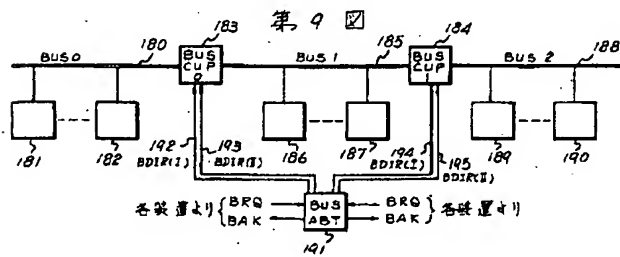 第9図
180
183
184
185
188
BUS 0
BUS CUP 0
BUS 1
BUS CUP 1
BUS 2
181
182
186
187
189
190
192
BDIR(I)
193
BDIR(II)
194
BDIR(I)
195
BDIR(II)
各装置より
BRQ
BAK
BUS ABT
BRQ
BAK
各装置より
191